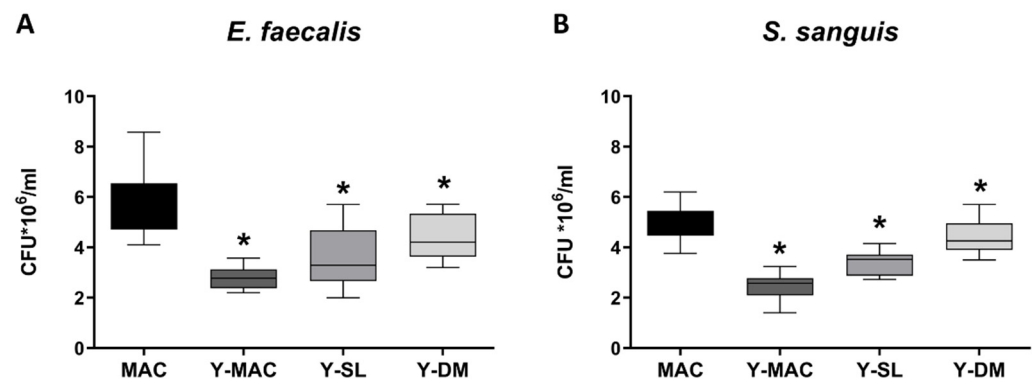 A
E. faecalis
CFU*10⁶/ml
10
8
6
4
2
0
*
*
*
MAC
Y-MAC
Y-SL
Y-DM
B
S. sanguis
CFU *10⁶/ml
10
8
6
4
2
0
*
*
*
MAC
Y-MAC
Y-SL
Y-DM